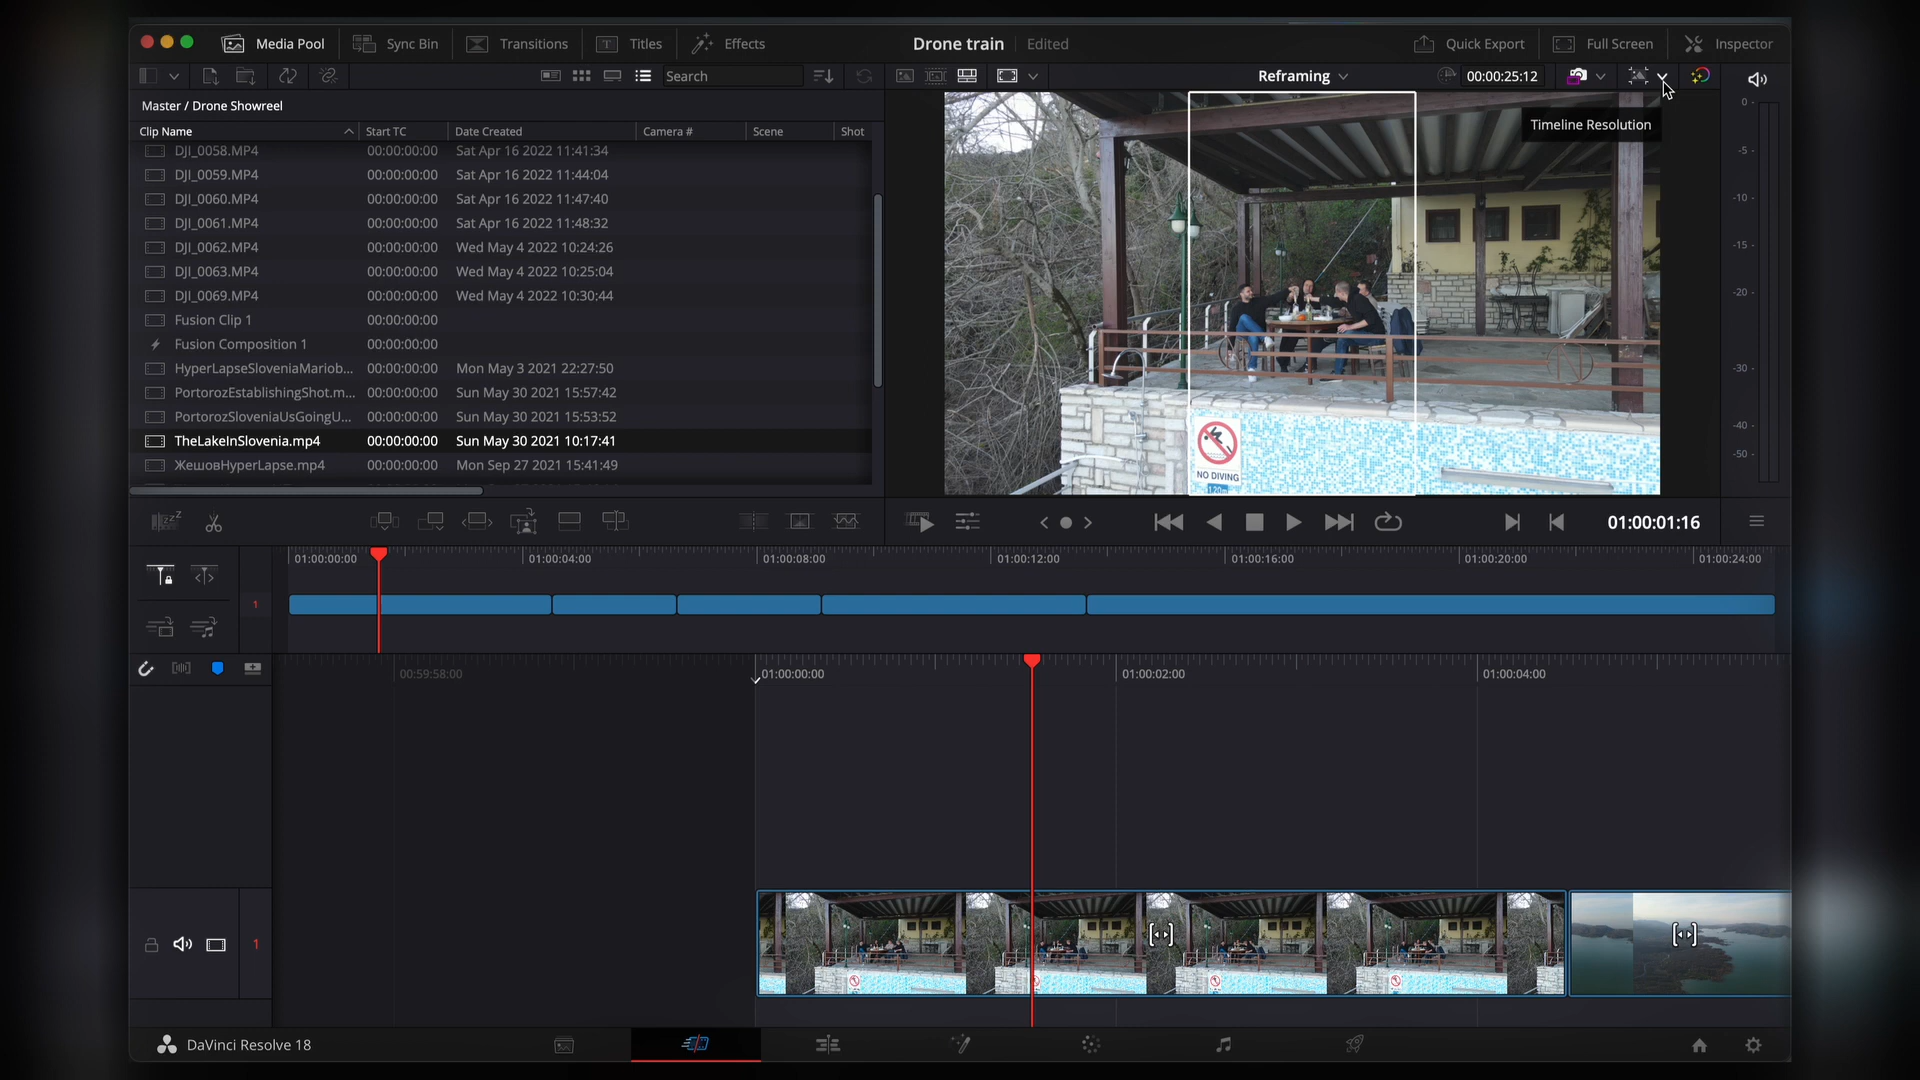 Media Pool
Sync Bin
Transitions
Titles
Effects
Drone train
Edited
Quick Export
Full Screen
Inspector
Search
Reframing
00:00:25:12
Timeline Resolution
Master / Drone Showreel
Clip Name Start TC Date Created Camera # Scene Shot
DJI_0058.MP4 00:00:00:00 Sat Apr 16 2022 11:41:34
DJI_0059.MP4 00:00:00:00 Sat Apr 16 2022 11:44:04
DJI_0060.MP4 00:00:00:00 Sat Apr 16 2022 11:47:40
DJI_0061.MP4 00:00:00:00 Sat Apr 16 2022 11:48:32
DJI_0062.MP4 00:00:00:00 Wed May 4 2022 10:24:26
DJI_0063.MP4 00:00:00:00 Wed May 4 2022 10:25:04
DJI_0069.MP4 00:00:00:00 Wed May 4 2022 10:30:44
Fusion Clip 1 00:00:00:00
Fusion Composition 1 00:00:00:00
HyperLapseSloveniaMariob... 00:00:00:00 Mon May 3 2021 22:27:50
PortorozEstablishingShot.m... 00:00:00:00 Sun May 30 2021 15:57:42
PortorozSloveniaUsGoingU... 00:00:00:00 Sun May 30 2021 15:53:52
TheLakeInSlovenia.mp4 00:00:00:00 Sun May 30 2021 10:17:41
ЖешовHyperLapse.mp4 00:00:00:00 Mon Sep 27 2021 15:41:49
NO DIVING
0
-5
-10
-15
-20
-30
-40
-50
01:00:01:16
01:00:00:00 01:00:04:00 01:00:08:00 01:00:12:00 01:00:16:00 01:00:20:00 01:00:24:00
1
00:59:58:00 01:00:00:00 01:00:02:00 01:00:04:00
1
DaVinci Resolve 18